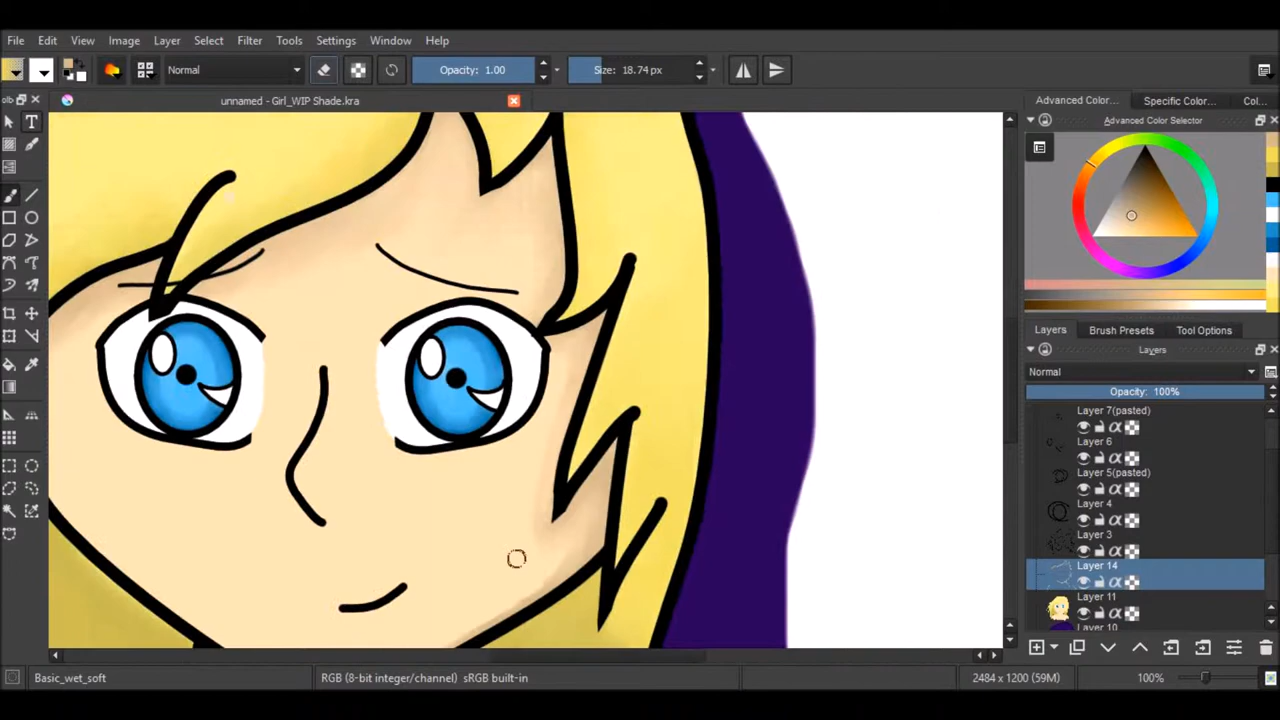 File Edit View Image Layer Select Filter Tools Settings Window Help
Normal Opacity: 1.00 Size: 18.74 px
unnamed - Girl_WIP Shade.kra
Advanced Color... Specific Color... Col...
Advanced Color Selector
Layers Brush Presets Tool Options
Layers
Normal
Opacity: 100%
Layer 7(pasted)
Layer 6
Layer 5(pasted)
Layer 4
Layer 3
Layer 14
Layer 11
Layer 10
Basic_wet_soft RGB (8-bit integer/channel) sRGB built-in 2484 x 1200 (59M) 100%